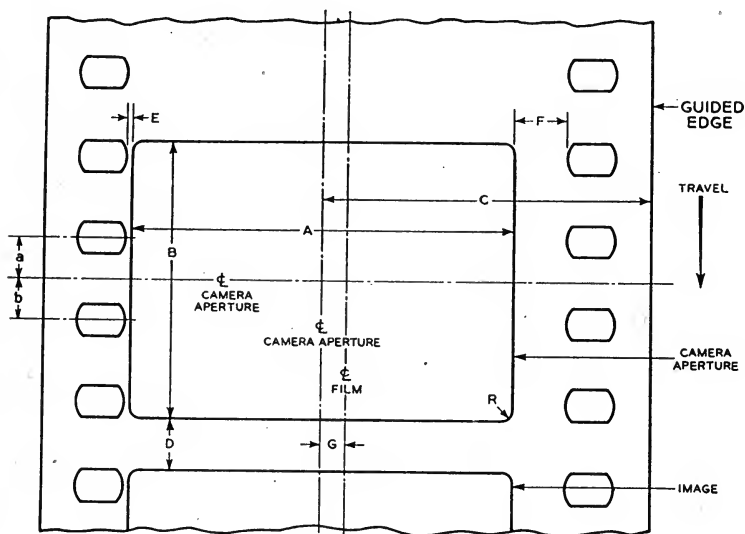 E
F
GUIDED
EDGE
C
TRAVEL
A
a
B
b
℄
CAMERA
APERTURE
℄
CAMERA APERTURE
℄
FILM
CAMERA
APERTURE
R
D
G
IMAGE